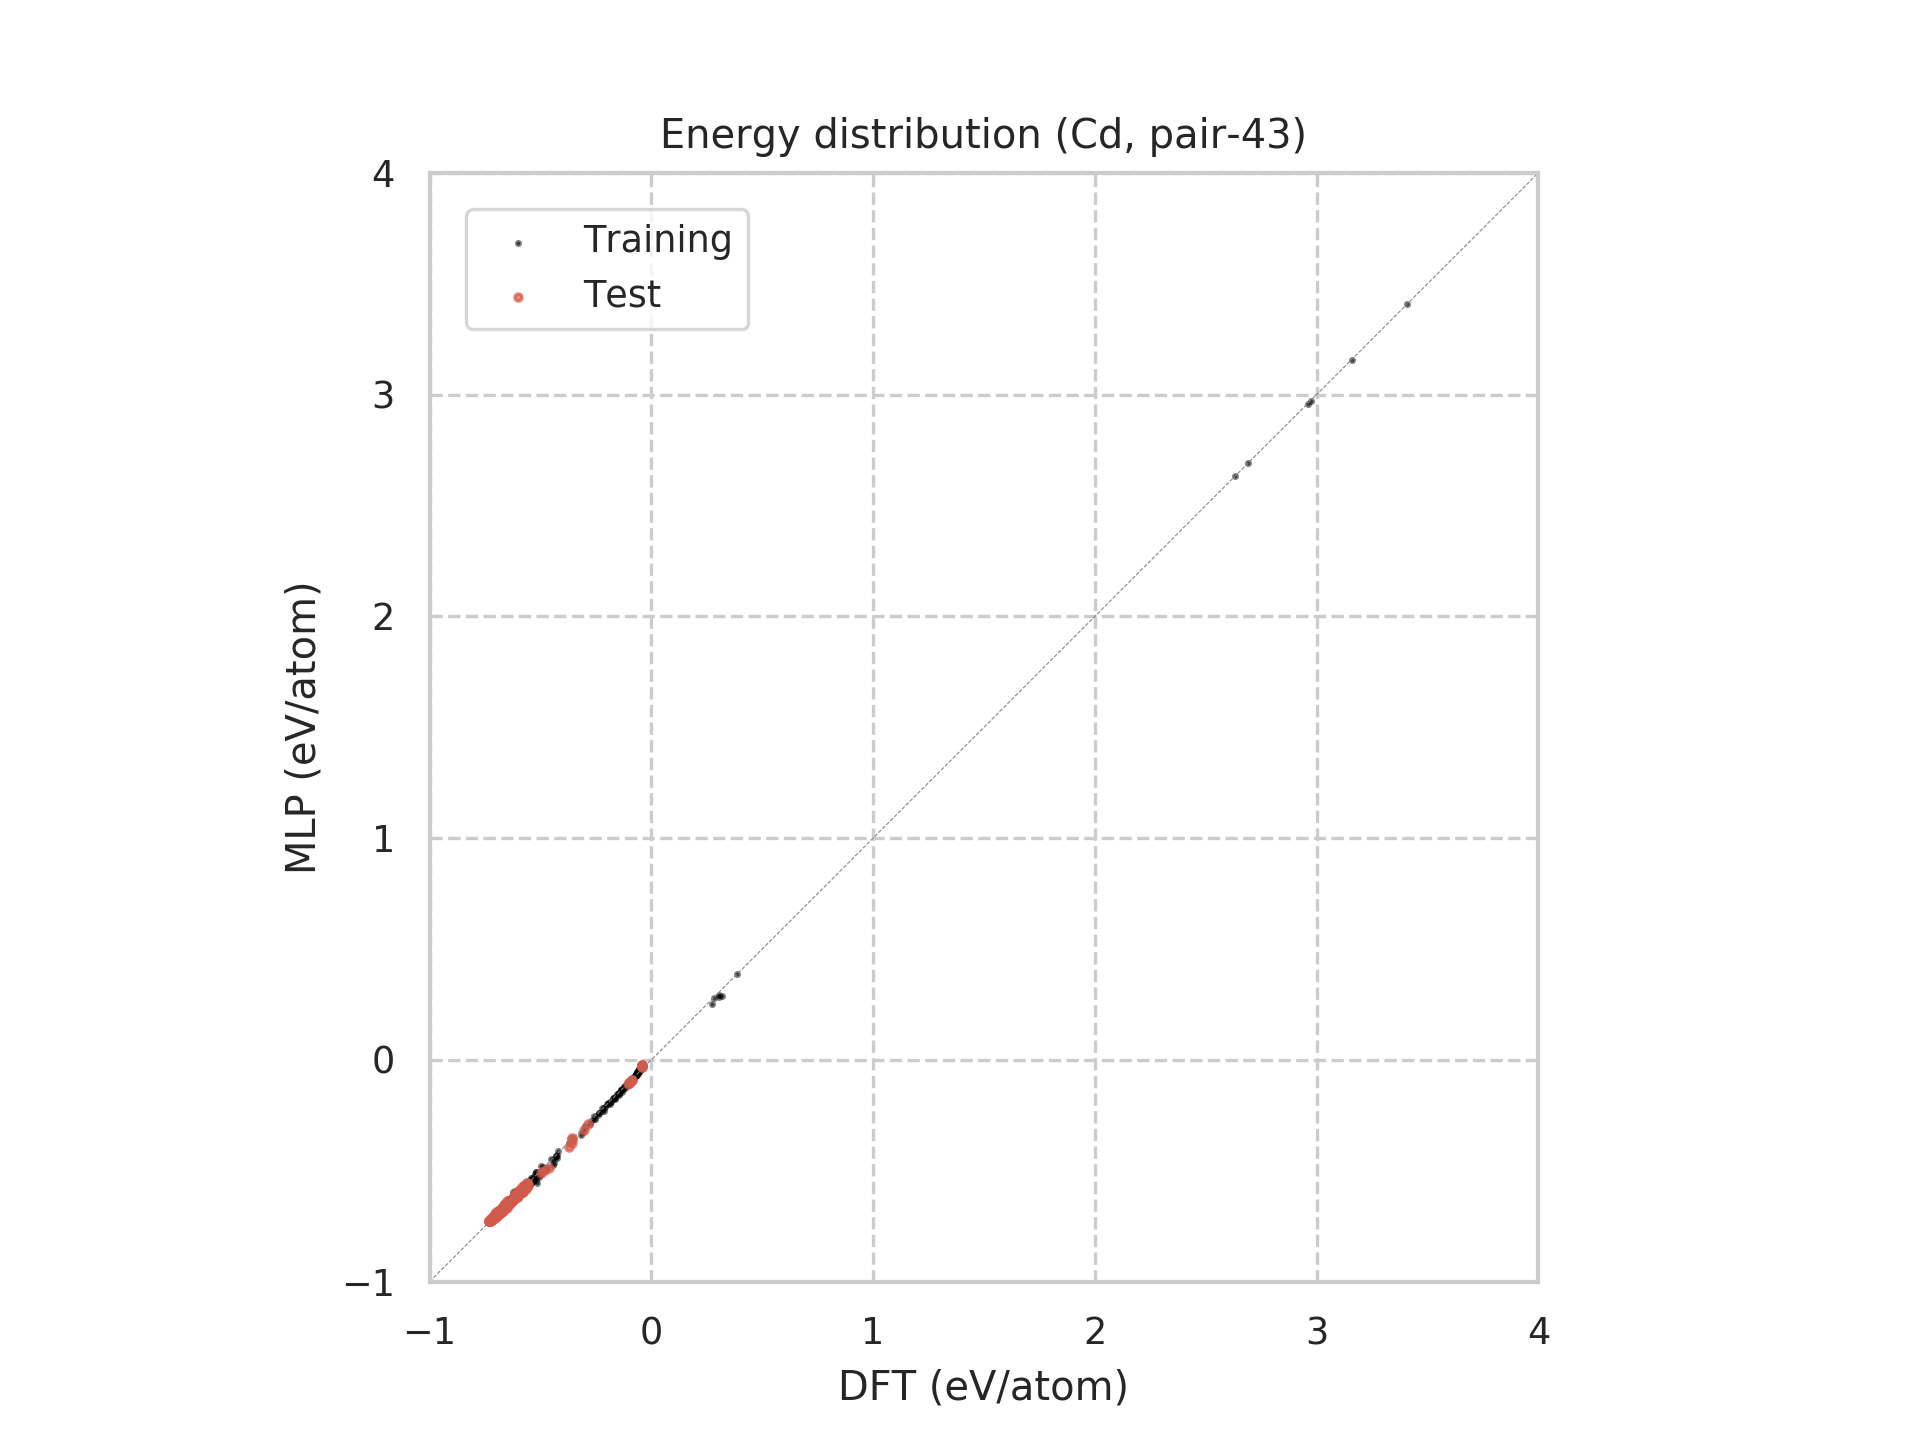 Energy distribution (Cd, pair-43)
Training
Test
MLP (eV/atom)
4
3
2
1
0
−1
−1 0 1 2 3 4
DFT (eV/atom)